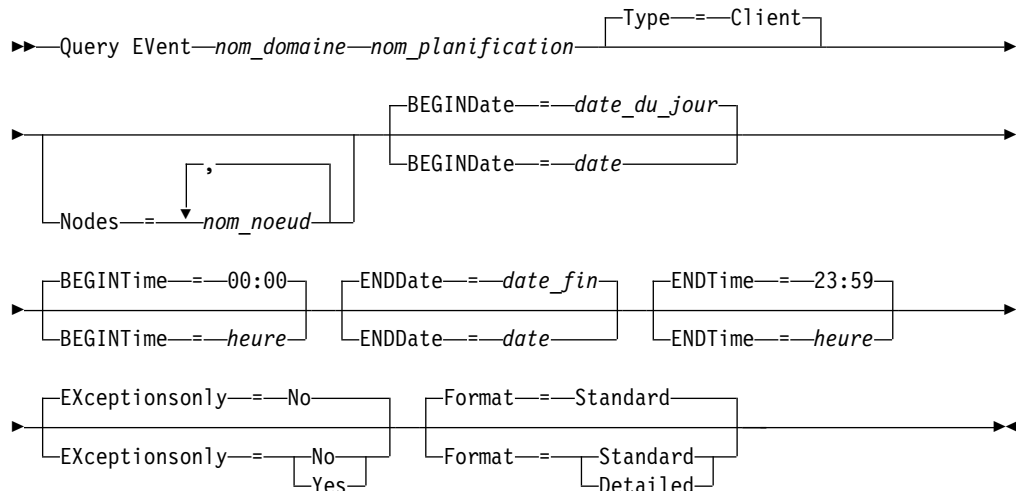 Type = Client
Query EVent nom_domaine nom_planification
BEGINDate = date_du_jour
BEGINDate = date
,
Nodes = nom_noeud
BEGINTime = 00:00 ENDDate = date_fin ENDTime = 23:59
BEGINTime = heure ENDDate = date ENDTime = heure
EXceptionsonly = No Format = Standard
EXceptionsonly = No Format = Standard
Yes Detailed